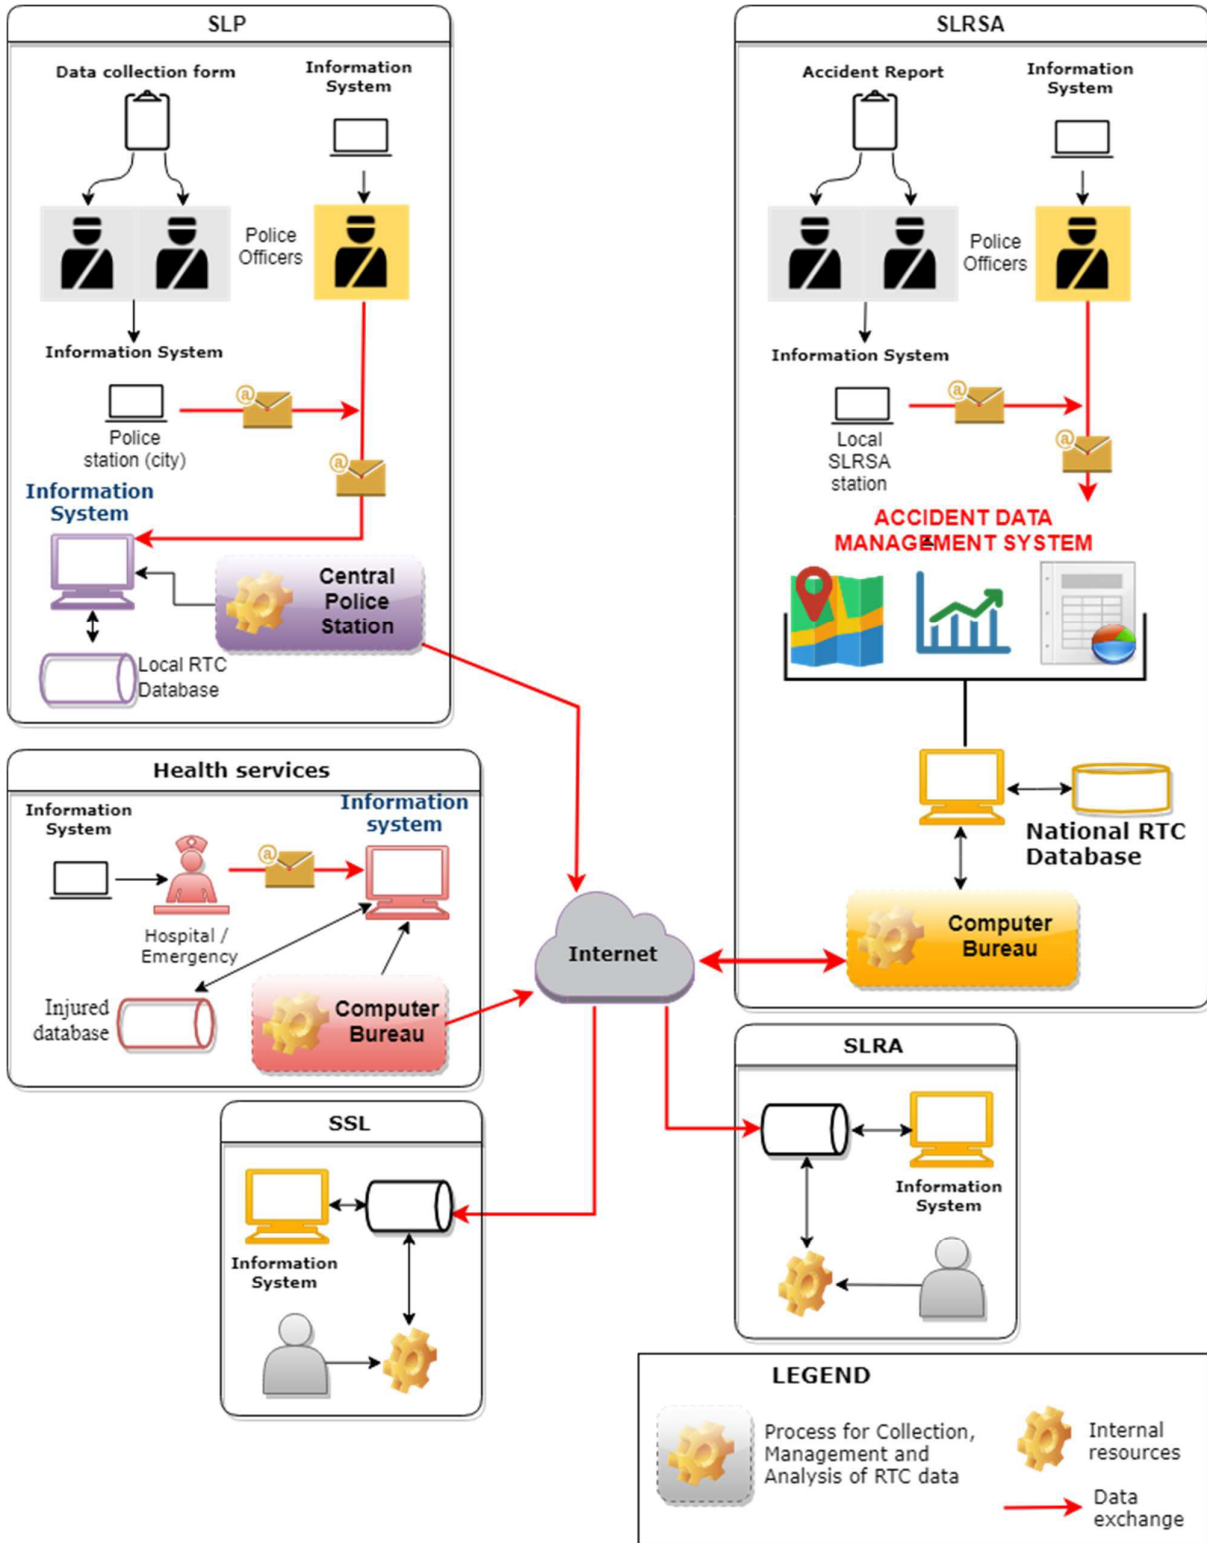 SLP
Data collection form
Information
System
Police
Officers
Information System
@
Police
station (city)
@
Information
System
Central
Police
Station
Local RTC
Database
SLRSA
Accident Report
Information
System
Police
Officers
Information System
@
Local
SLRSA
station
@
ACCIDENT DATA
MANAGEMENT SYSTEM
National RTC
Database
Computer
Bureau
Health services
Information
System
Information
system
@
Hospital /
Emergency
Injured
database
Computer
Bureau
Internet
SSL
Information
System
SLRA
Information
System
LEGEND
Process for Collection,
Management and
Analysis of RTC data
Internal
resources
Data
exchange